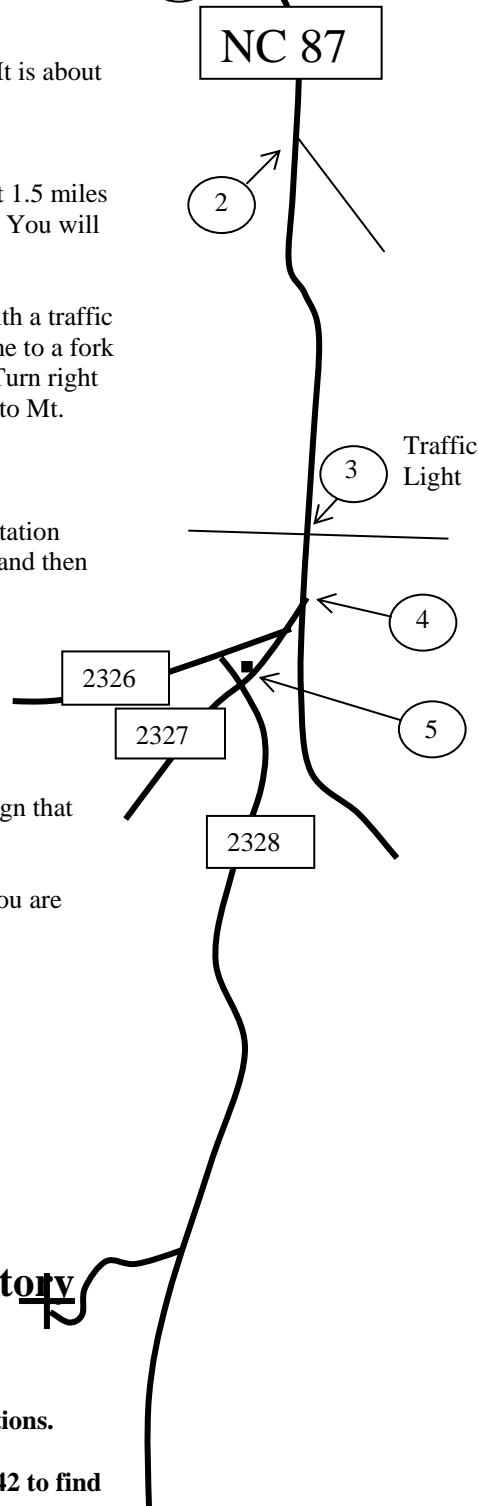 NC 87
It is about
2
t 1.5 miles
You will
th a traffic
ne to a fork
Turn right
to Mt.
3
Traffic
Light
tation
and then
4
2326
5
2327
gn that
2328
ou are
tory
tions.
42 to find